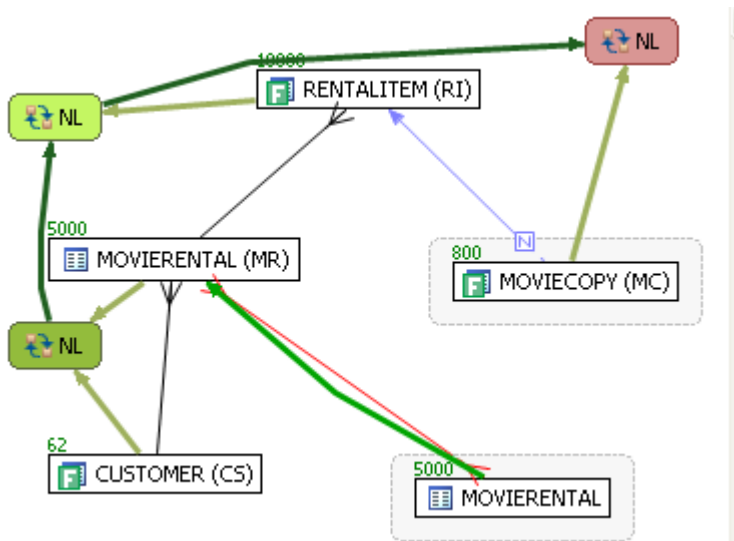 NL
10000
RENTALITEM (RI)
NL
5000
MOVIERENTAL (MR)
N
800
MOVIECOPY (MC)
NL
62
CUSTOMER (CS)
5000
MOVIERENTAL